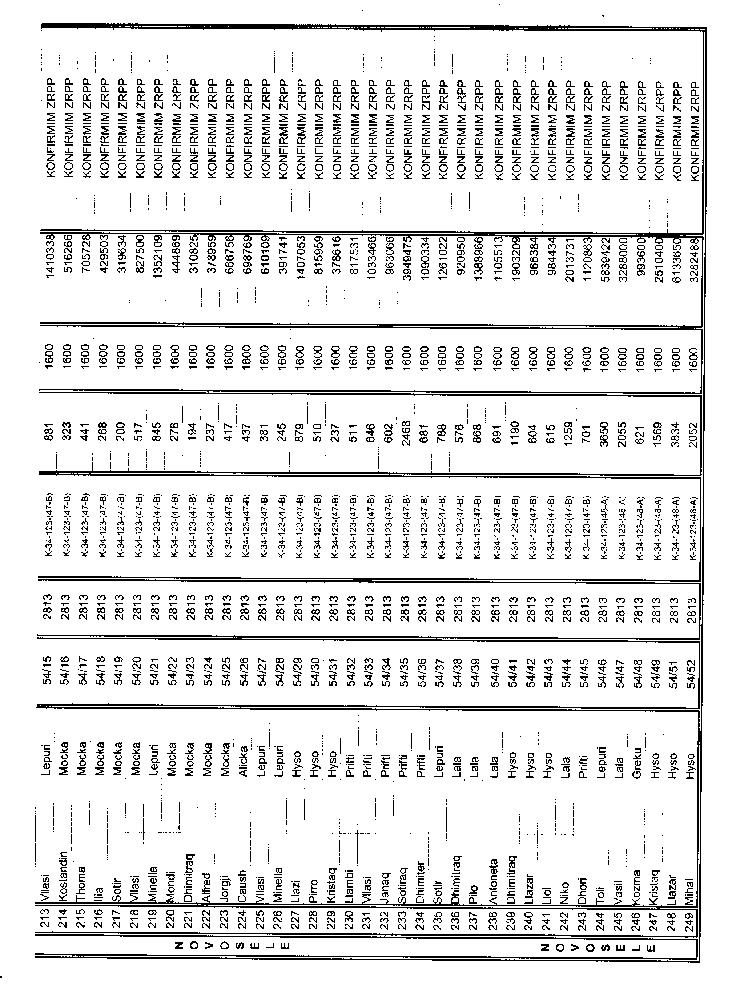 213 Vllasi Lepuri 54/15 2813 K-34-123-(47-B) 881 1600 1410338 KONFIRMIM ZRPP
214 Kostandin Mocka 54/16 2813 K-34-123-(47-B) 323 1600 516266 KONFIRMIM ZRPP
215 Thoma Mocka 54/17 2813 K-34-123-(47-B) 441 1600 705728 KONFIRMIM ZRPP
216 Ilia Mocka 54/18 2813 K-34-123-(47-B) 268 1600 429503 KONFIRMIM ZRPP
217 Sotir Mocka 54/19 2813 K-34-123-(47-B) 200 1600 319634 KONFIRMIM ZRPP
218 Vllasi Mocka 54/20 2813 K-34-123-(47-B) 517 1600 827500 KONFIRMIM ZRPP
219 Minella Lepuri 54/21 2813 K-34-123-(47-B) 845 1600 1352109 KONFIRMIM ZRPP
220 Mondi Mocka 54/22 2813 K-34-123-(47-B) 278 1600 444869 KONFIRMIM ZRPP
221 Dhimitraq Mocka 54/23 2813 K-34-123-(47-B) 194 1600 310825 KONFIRMIM ZRPP
222 Alfred Mocka 54/24 2813 K-34-123-(47-B) 237 1600 378959 KONFIRMIM ZRPP
223 Jorgji Mocka 54/25 2813 K-34-123-(47-B) 417 1600 666756 KONFIRMIM ZRPP
224 Caush Alicka 54/26 2813 K-34-123-(47-B) 437 1600 698769 KONFIRMIM ZRPP
225 Vllasi Lepuri 54/27 2813 K-34-123-(47-B) 381 1600 610109 KONFIRMIM ZRPP
226 Minella Lepuri 54/28 2813 K-34-123-(47-B) 245 1600 391741 KONFIRMIM ZRPP
227 Llazi Hyso 54/29 2813 K-34-123-(47-B) 879 1600 1407053 KONFIRMIM ZRPP
228 Pirro Hyso 54/30 2813 K-34-123-(47-B) 510 1600 815959 KONFIRMIM ZRPP
229 Kristaq Hyso 54/31 2813 K-34-123-(47-B) 237 1600 378616 KONFIRMIM ZRPP
230 Llambi Prifti 54/32 2813 K-34-123-(47-B) 511 1600 817531 KONFIRMIM ZRPP
231 Vllasi Prifti 54/33 2813 K-34-123-(47-B) 646 1600 1033466 KONFIRMIM ZRPP
232 Janaq Prifti 54/34 2813 K-34-123-(47-B) 602 1600 963066 KONFIRMIM ZRPP
233 Sotiraq Prifti 54/35 2813 K-34-123-(47-B) 2468 1600 3949475 KONFIRMIM ZRPP
234 Dhimiter Prifti 54/36 2813 K-34-123-(47-B) 681 1600 1090334 KONFIRMIM ZRPP
235 Sotir Lepuri 54/37 2813 K-34-123-(47-B) 788 1600 1261022 KONFIRMIM ZRPP
236 Dhimitraq Lala 54/38 2813 K-34-123-(47-B) 576 1600 920950 KONFIRMIM ZRPP
237 Pilo Lala 54/39 2813 K-34-123-(47-B) 868 1600 1388966 KONFIRMIM ZRPP
238 Antoneta Lala 54/40 2813 K-34-123-(47-B) 691 1600 1105513 KONFIRMIM ZRPP
239 Dhimitraq Hyso 54/41 2813 K-34-123-(47-B) 1190 1600 1903209 KONFIRMIM ZRPP
240 Llazar Hyso 54/42 2813 K-34-123-(47-B) 604 1600 966384 KONFIRMIM ZRPP
241 Lloi Hyso 54/43 2813 K-34-123-(47-B) 615 1600 984434 KONFIRMIM ZRPP
242 Niko Lala 54/44 2813 K-34-123-(47-B) 1259 1600 2013731 KONFIRMIM ZRPP
243 Dhori Prifti 54/45 2813 K-34-123-(47-B) 701 1600 1120863 KONFIRMIM ZRPP
244 Toli Lepuri 54/46 2813 K-34-123-(48-A) 3650 1600 5839422 KONFIRMIM ZRPP
245 Vasil Lala 54/47 2813 K-34-123-(48-A) 2055 1600 3288000 KONFIRMIM ZRPP
246 Kozma Greku 54/48 2813 K-34-123-(48-A) 621 1600 993600 KONFIRMIM ZRPP
247 Kristaq Hyso 54/49 2813 K-34-123-(48-A) 1569 1600 2510400 KONFIRMIM ZRPP
248 Llazar Hyso 54/51 2813 K-34-123-(48-A) 3834 1600 6133650 KONFIRMIM ZRPP
249 Mihal Hyso 54/52 2813 K-34-123-(48-A) 2052 1600 3282488 KONFIRMIM ZRPP
NOVOSELE
NOVOSELE